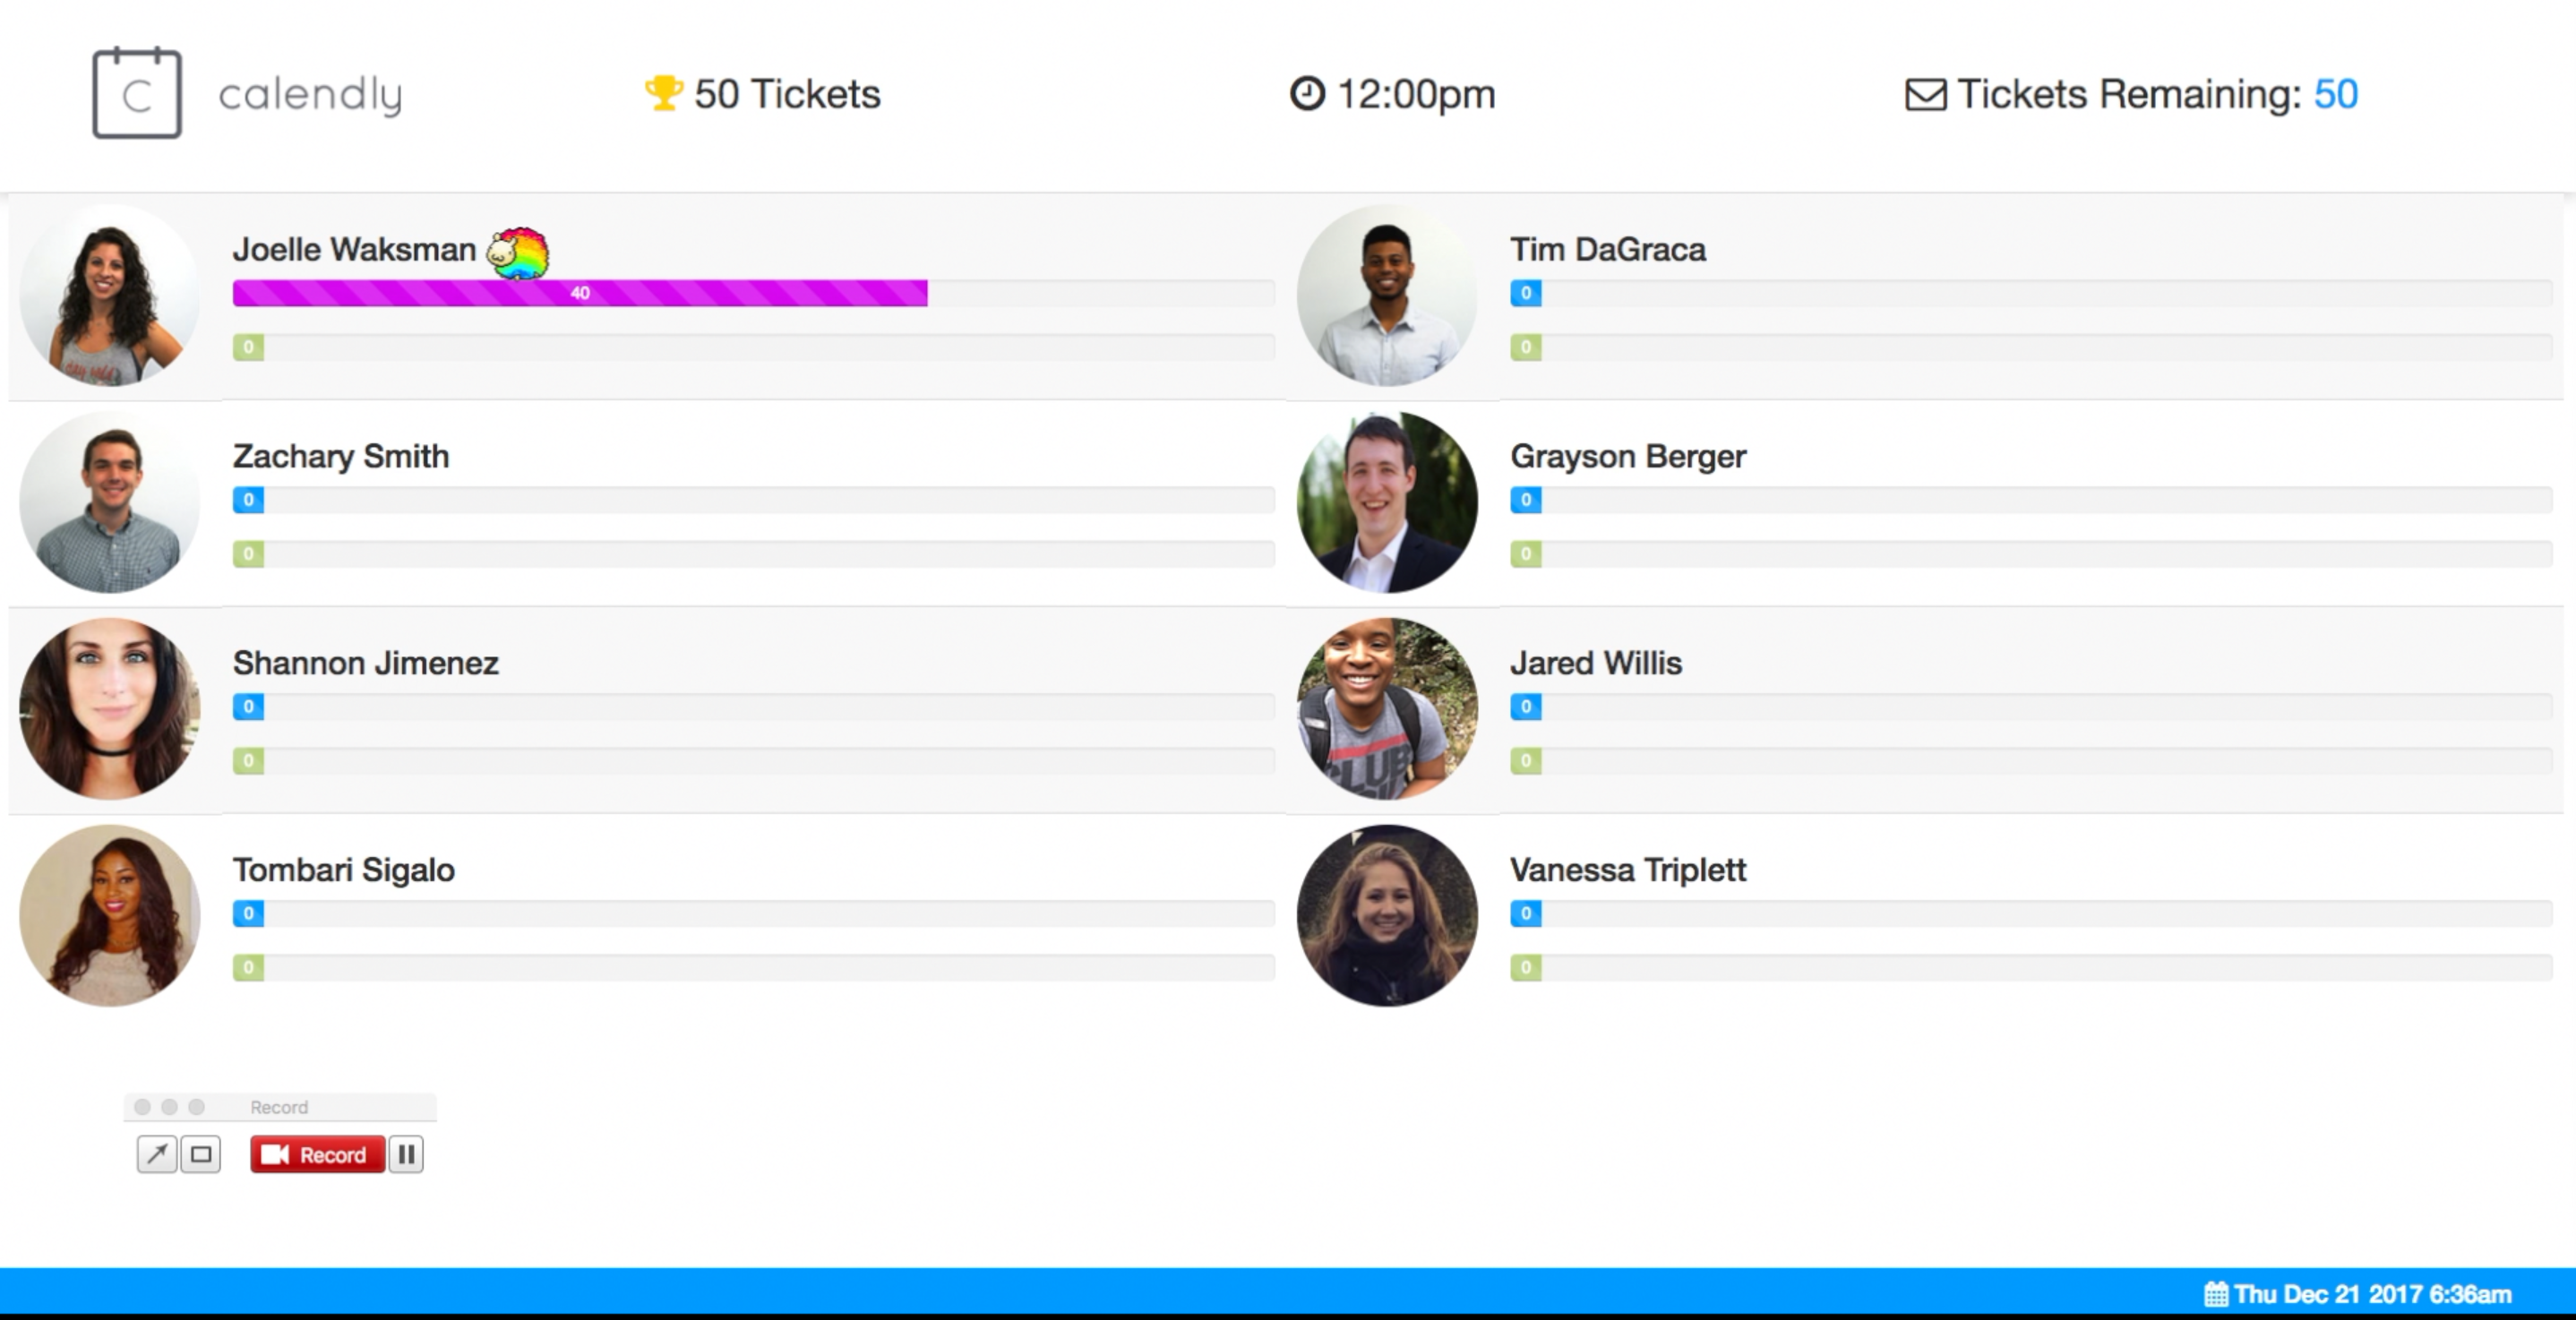 C calendly
50 Tickets
12:00pm
Tickets Remaining: 50
Joelle Waksman
40
0
Tim DaGraca
0
0
Zachary Smith
0
0
Grayson Berger
0
0
Shannon Jimenez
0
0
Jared Willis
0
0
CLUB
Tombari Sigalo
0
0
Vanessa Triplett
0
0
Record
Record
Thu Dec 21 2017 6:36am